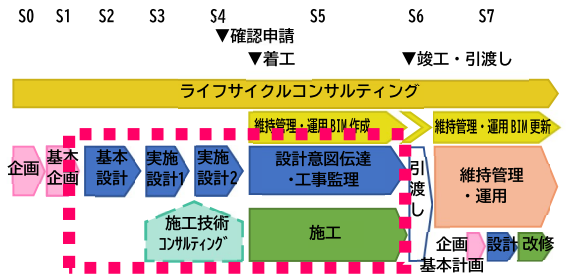 S0 S1 S2 S3 S4 S5 S6 S7
▼確認申請
▼着工
▼竣工・引渡し
ライフサイクルコンサルティング
維持管理・運用BIM作成
維持管理・運用BIM更新
企画
基本
企画
基本
設計
実施
設計1
実施
設計2
設計意図伝達
・工事監理
引渡し
維持管理
・運用
施工技術
コンサルティング
施工
企画
設計
改修
基本計画